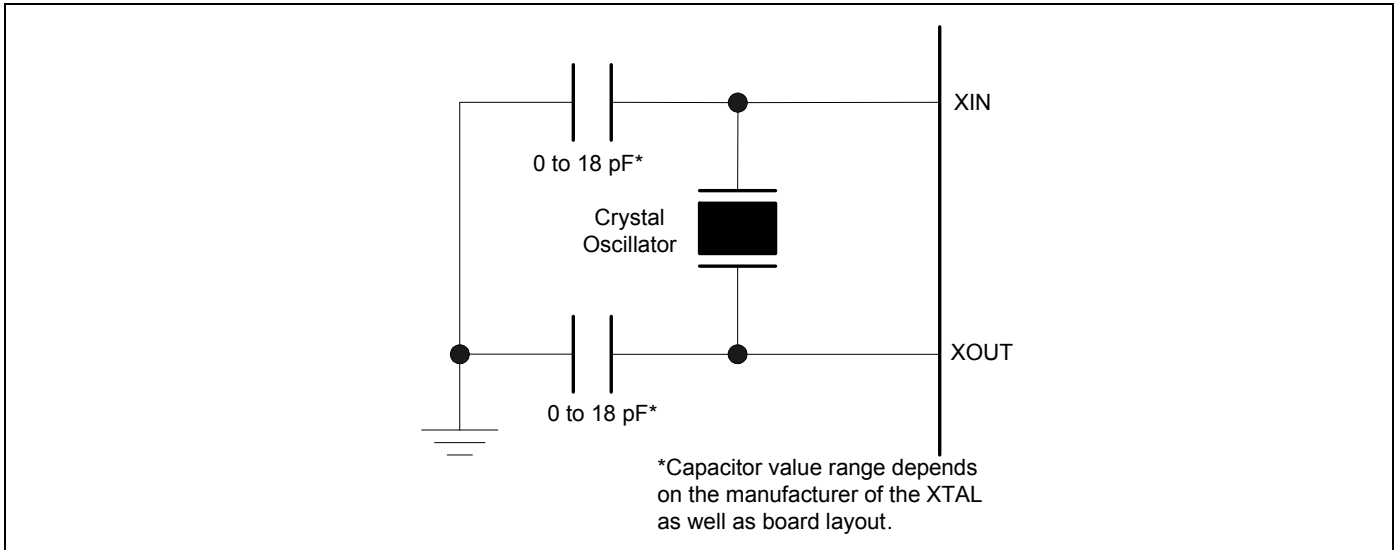 XIN
0 to 18 pF*
Crystal
Oscillator
XOUT
0 to 18 pF*
*Capacitor value range depends
on the manufacturer of the XTAL
as well as board layout.